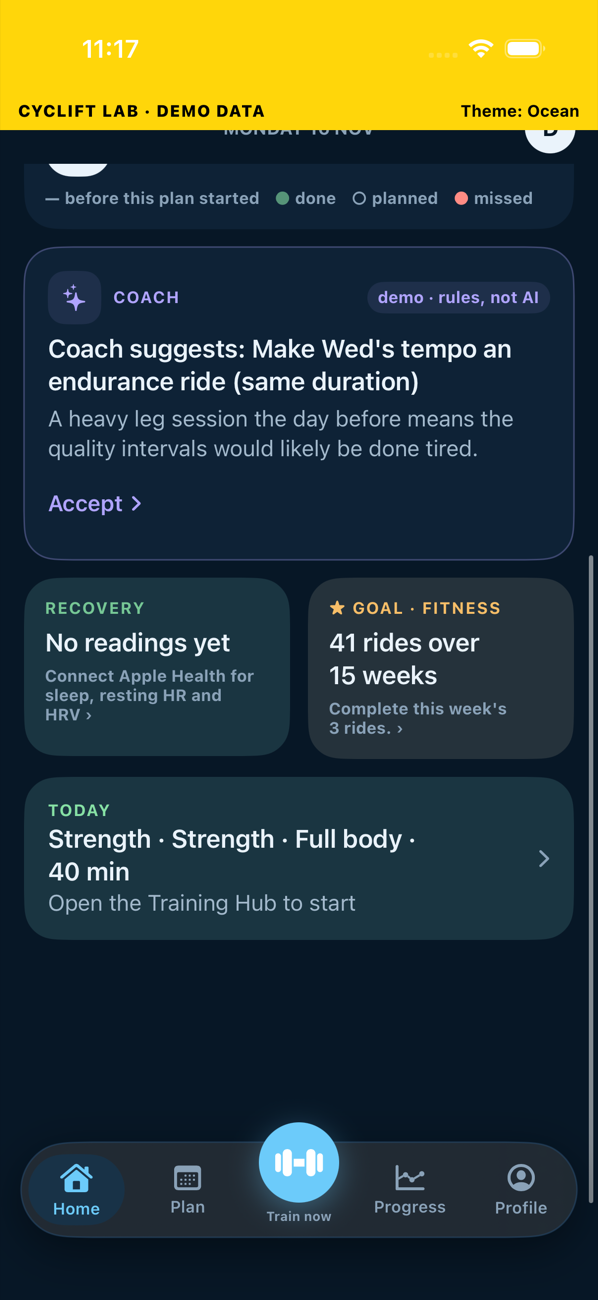 11:17
CYCLIFT LAB · DEMO DATA
Theme: Ocean
MONDAY 16 NOV
D
— before this plan started
done
planned
missed
COACH
demo · rules, not AI
Coach suggests: Make Wed's tempo an
endurance ride (same duration)
A heavy leg session the day before means the
quality intervals would likely be done tired.
Accept >
RECOVERY
No readings yet
Connect Apple Health for
sleep, resting HR and
HRV ›
GOAL · FITNESS
41 rides over
15 weeks
Complete this week's
3 rides. ›
TODAY
Strength · Strength · Full body ·
40 min
Open the Training Hub to start
Home
Plan
Train now
Progress
Profile